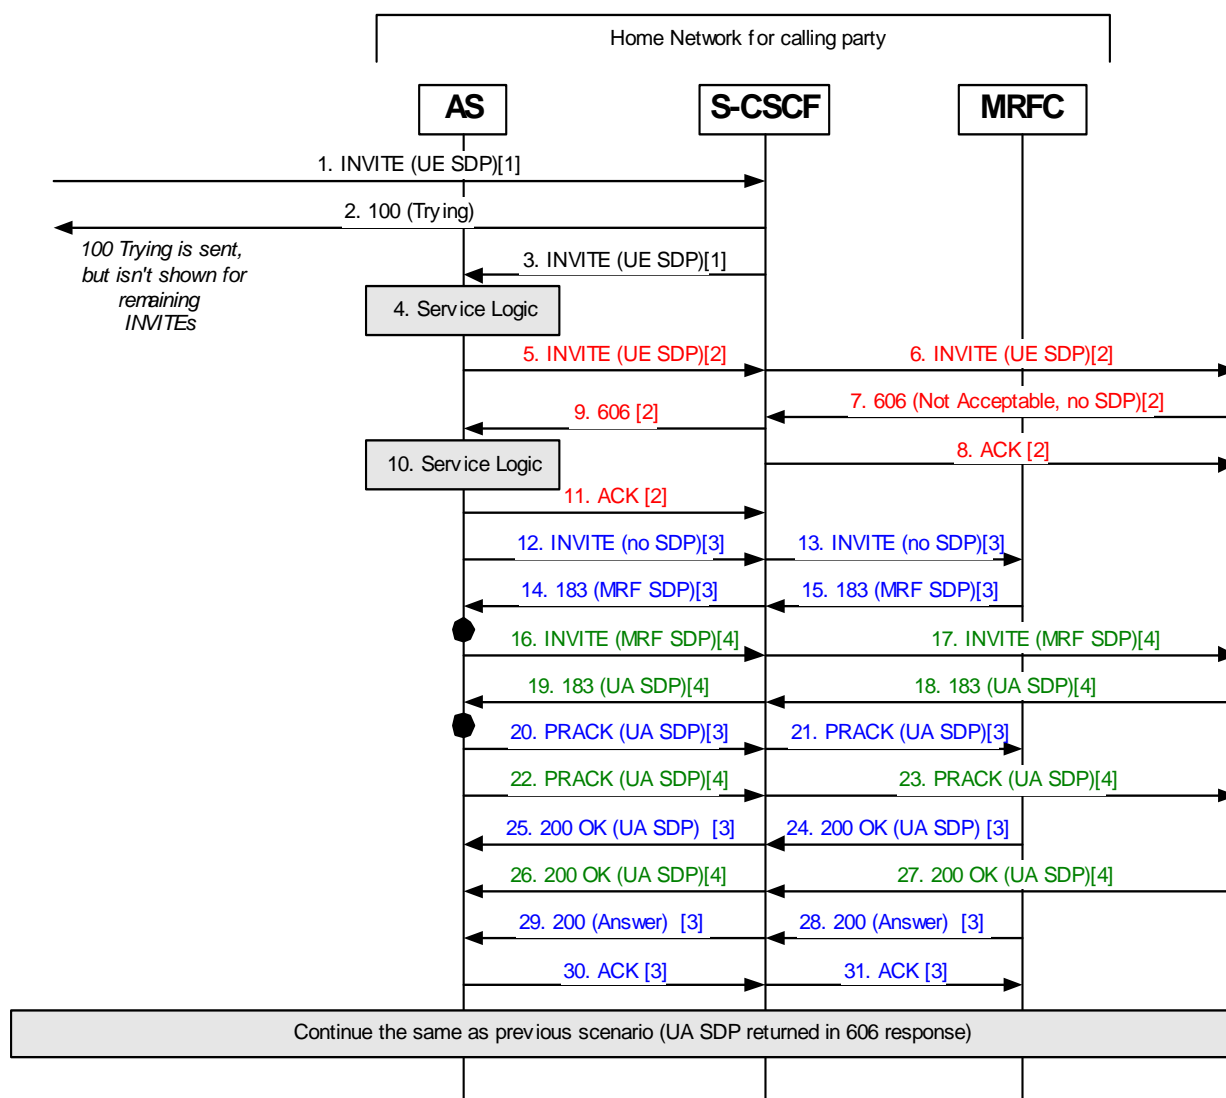 Home Network for calling party
AS
S-CSCF
MRFC
1. INVITE (UE SDP)[1]
2. 100 (Trying)
100 Trying is sent,
but isn't shown for
remaining
INVITEs
3. INVITE (UE SDP)[1]
4. Service Logic
5. INVITE (UE SDP)[2]
6. INVITE (UE SDP)[2]
7. 606 (Not Acceptable, no SDP)[2]
9. 606 [2]
10. Service Logic
8. ACK [2]
11. ACK [2]
12. INVITE (no SDP)[3]
13. INVITE (no SDP)[3]
14. 183 (MRF SDP)[3]
15. 183 (MRF SDP)[3]
16. INVITE (MRF SDP)[4]
17. INVITE (MRF SDP)[4]
19. 183 (UA SDP)[4]
18. 183 (UA SDP)[4]
20. PRACK (UA SDP)[3]
21. PRACK (UA SDP)[3]
22. PRACK (UA SDP)[4]
23. PRACK (UA SDP)[4]
25. 200 OK (UA SDP) [3]
24. 200 OK (UA SDP) [3]
26. 200 OK (UA SDP)[4]
27. 200 OK (UA SDP)[4]
29. 200 (Answer) [3]
28. 200 (Answer) [3]
30. ACK [3]
31. ACK [3]
Continue the same as previous scenario (UA SDP returned in 606 response)